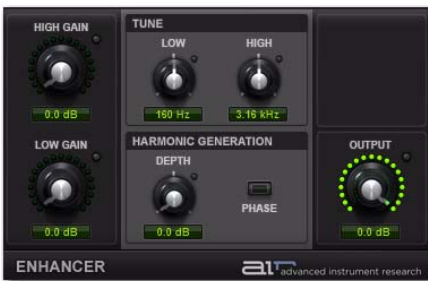 HIGH GAIN
0.0 dB
LOW GAIN
0.0 dB
TUNE
LOW
HIGH
160 Hz
3.16 kHz
HARMONIC GENERATION
DEPTH
0.0 dB
PHASE
OUTPUT
0.0 dB
ENHANCER
air advanced instrument research